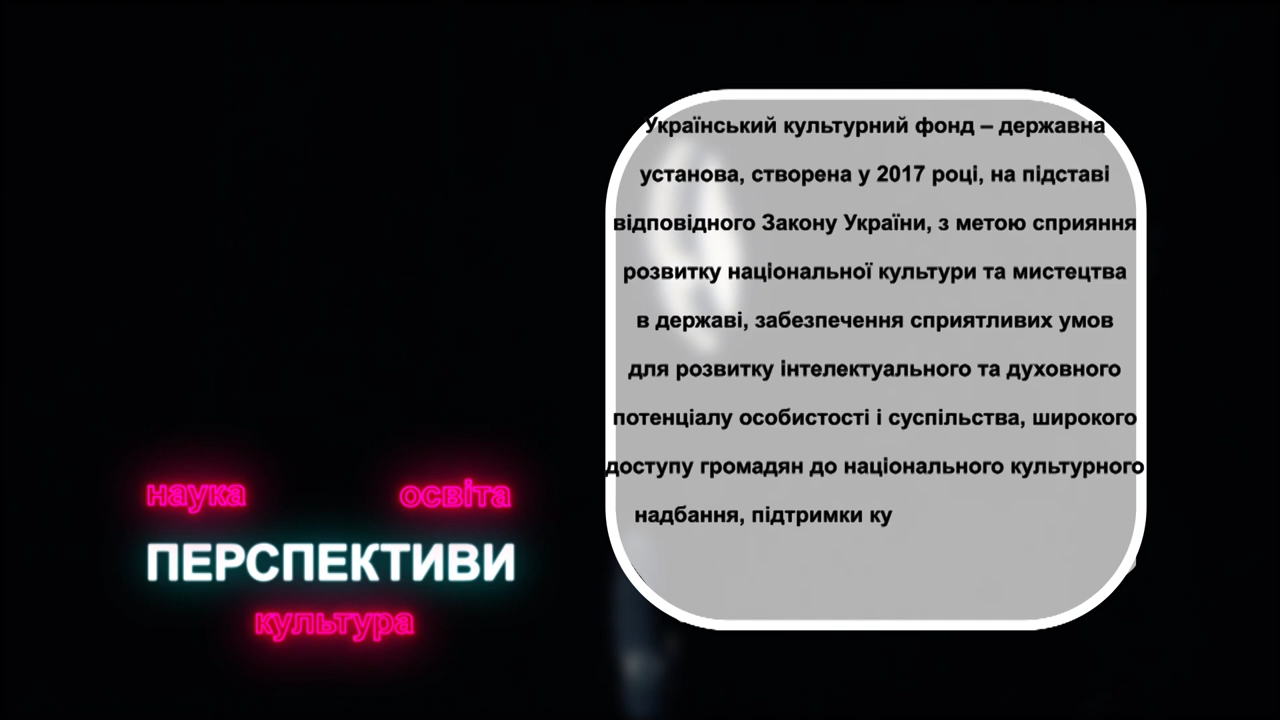 Український культурний фонд – державна
установа, створена у 2017 році, на підставі
відповідного Закону України, з метою сприяння
розвитку національної культури та мистецтва
в державі, забезпечення сприятливих умов
для розвитку інтелектуального та духовного
потенціалу особистості і суспільства, широкого
доступу громадян до національного культурного
надбання, підтримки ку
наука освіта
ПЕРСПЕКТИВИ
культура